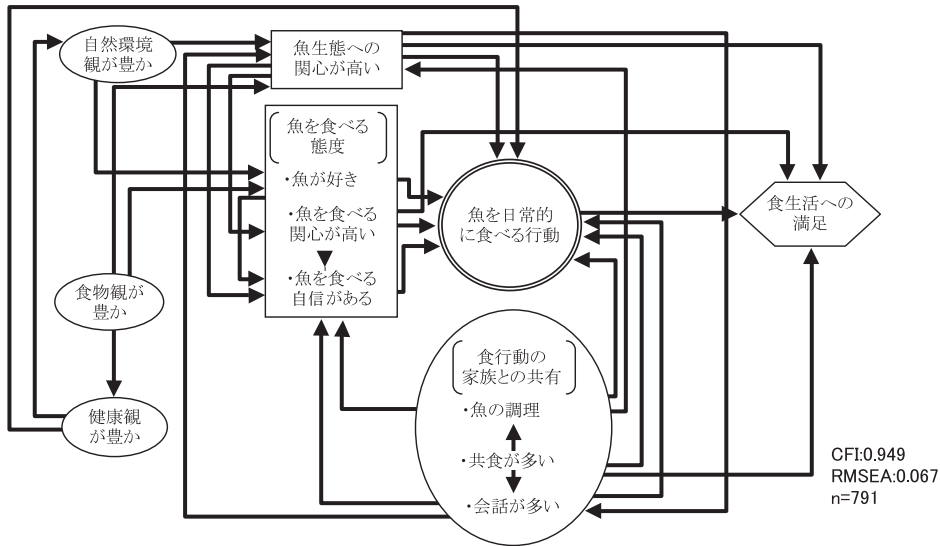 自然環境
観が豊か
魚生態への
関心が高い
魚を食べる
態度
・魚が好き
・魚を食べる
関心が高い
・魚を食べる
自信がある
魚を日常的
に食べる行動
食生活への
満足
食物観が
豊か
健康観
が豊か
食行動の
家族との共有
・魚の調理
・共食が多い
・会話が多い
CFI:0.949
RMSEA:0.067
n=791